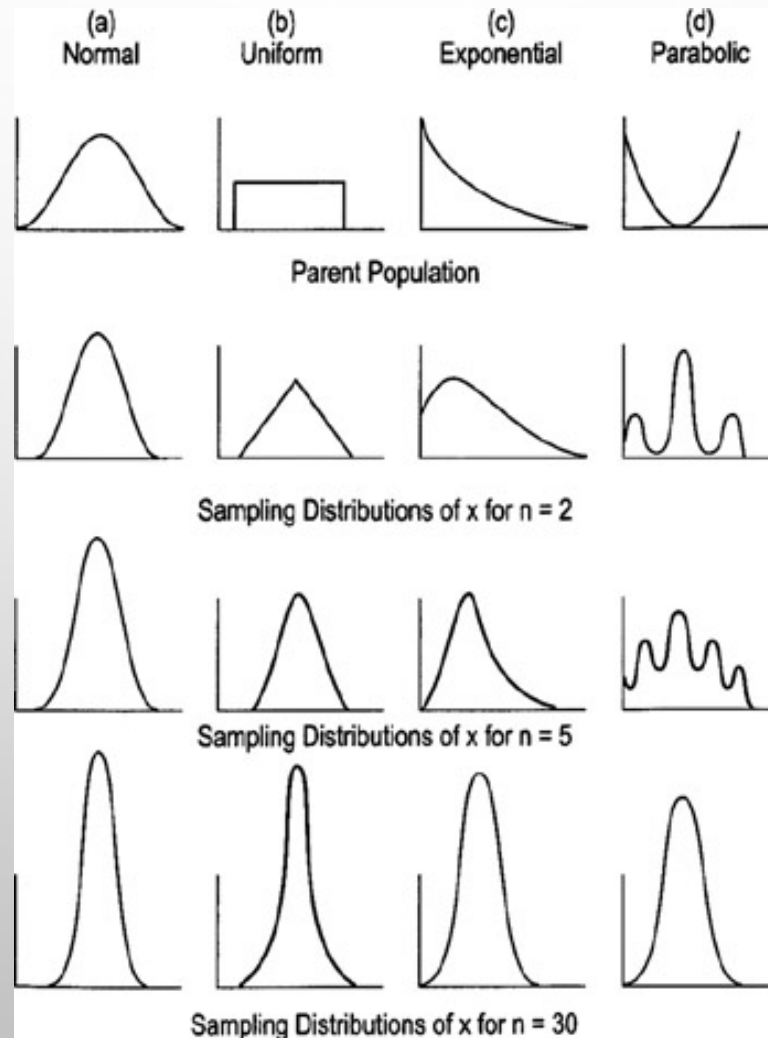 (a) (b) (c) (d)
Normal Uniform Exponential Parabolic
Parent Population
Sampling Distributions of x for n = 2
Sampling Distributions of x for n = 5
Sampling Distributions of x for n = 30